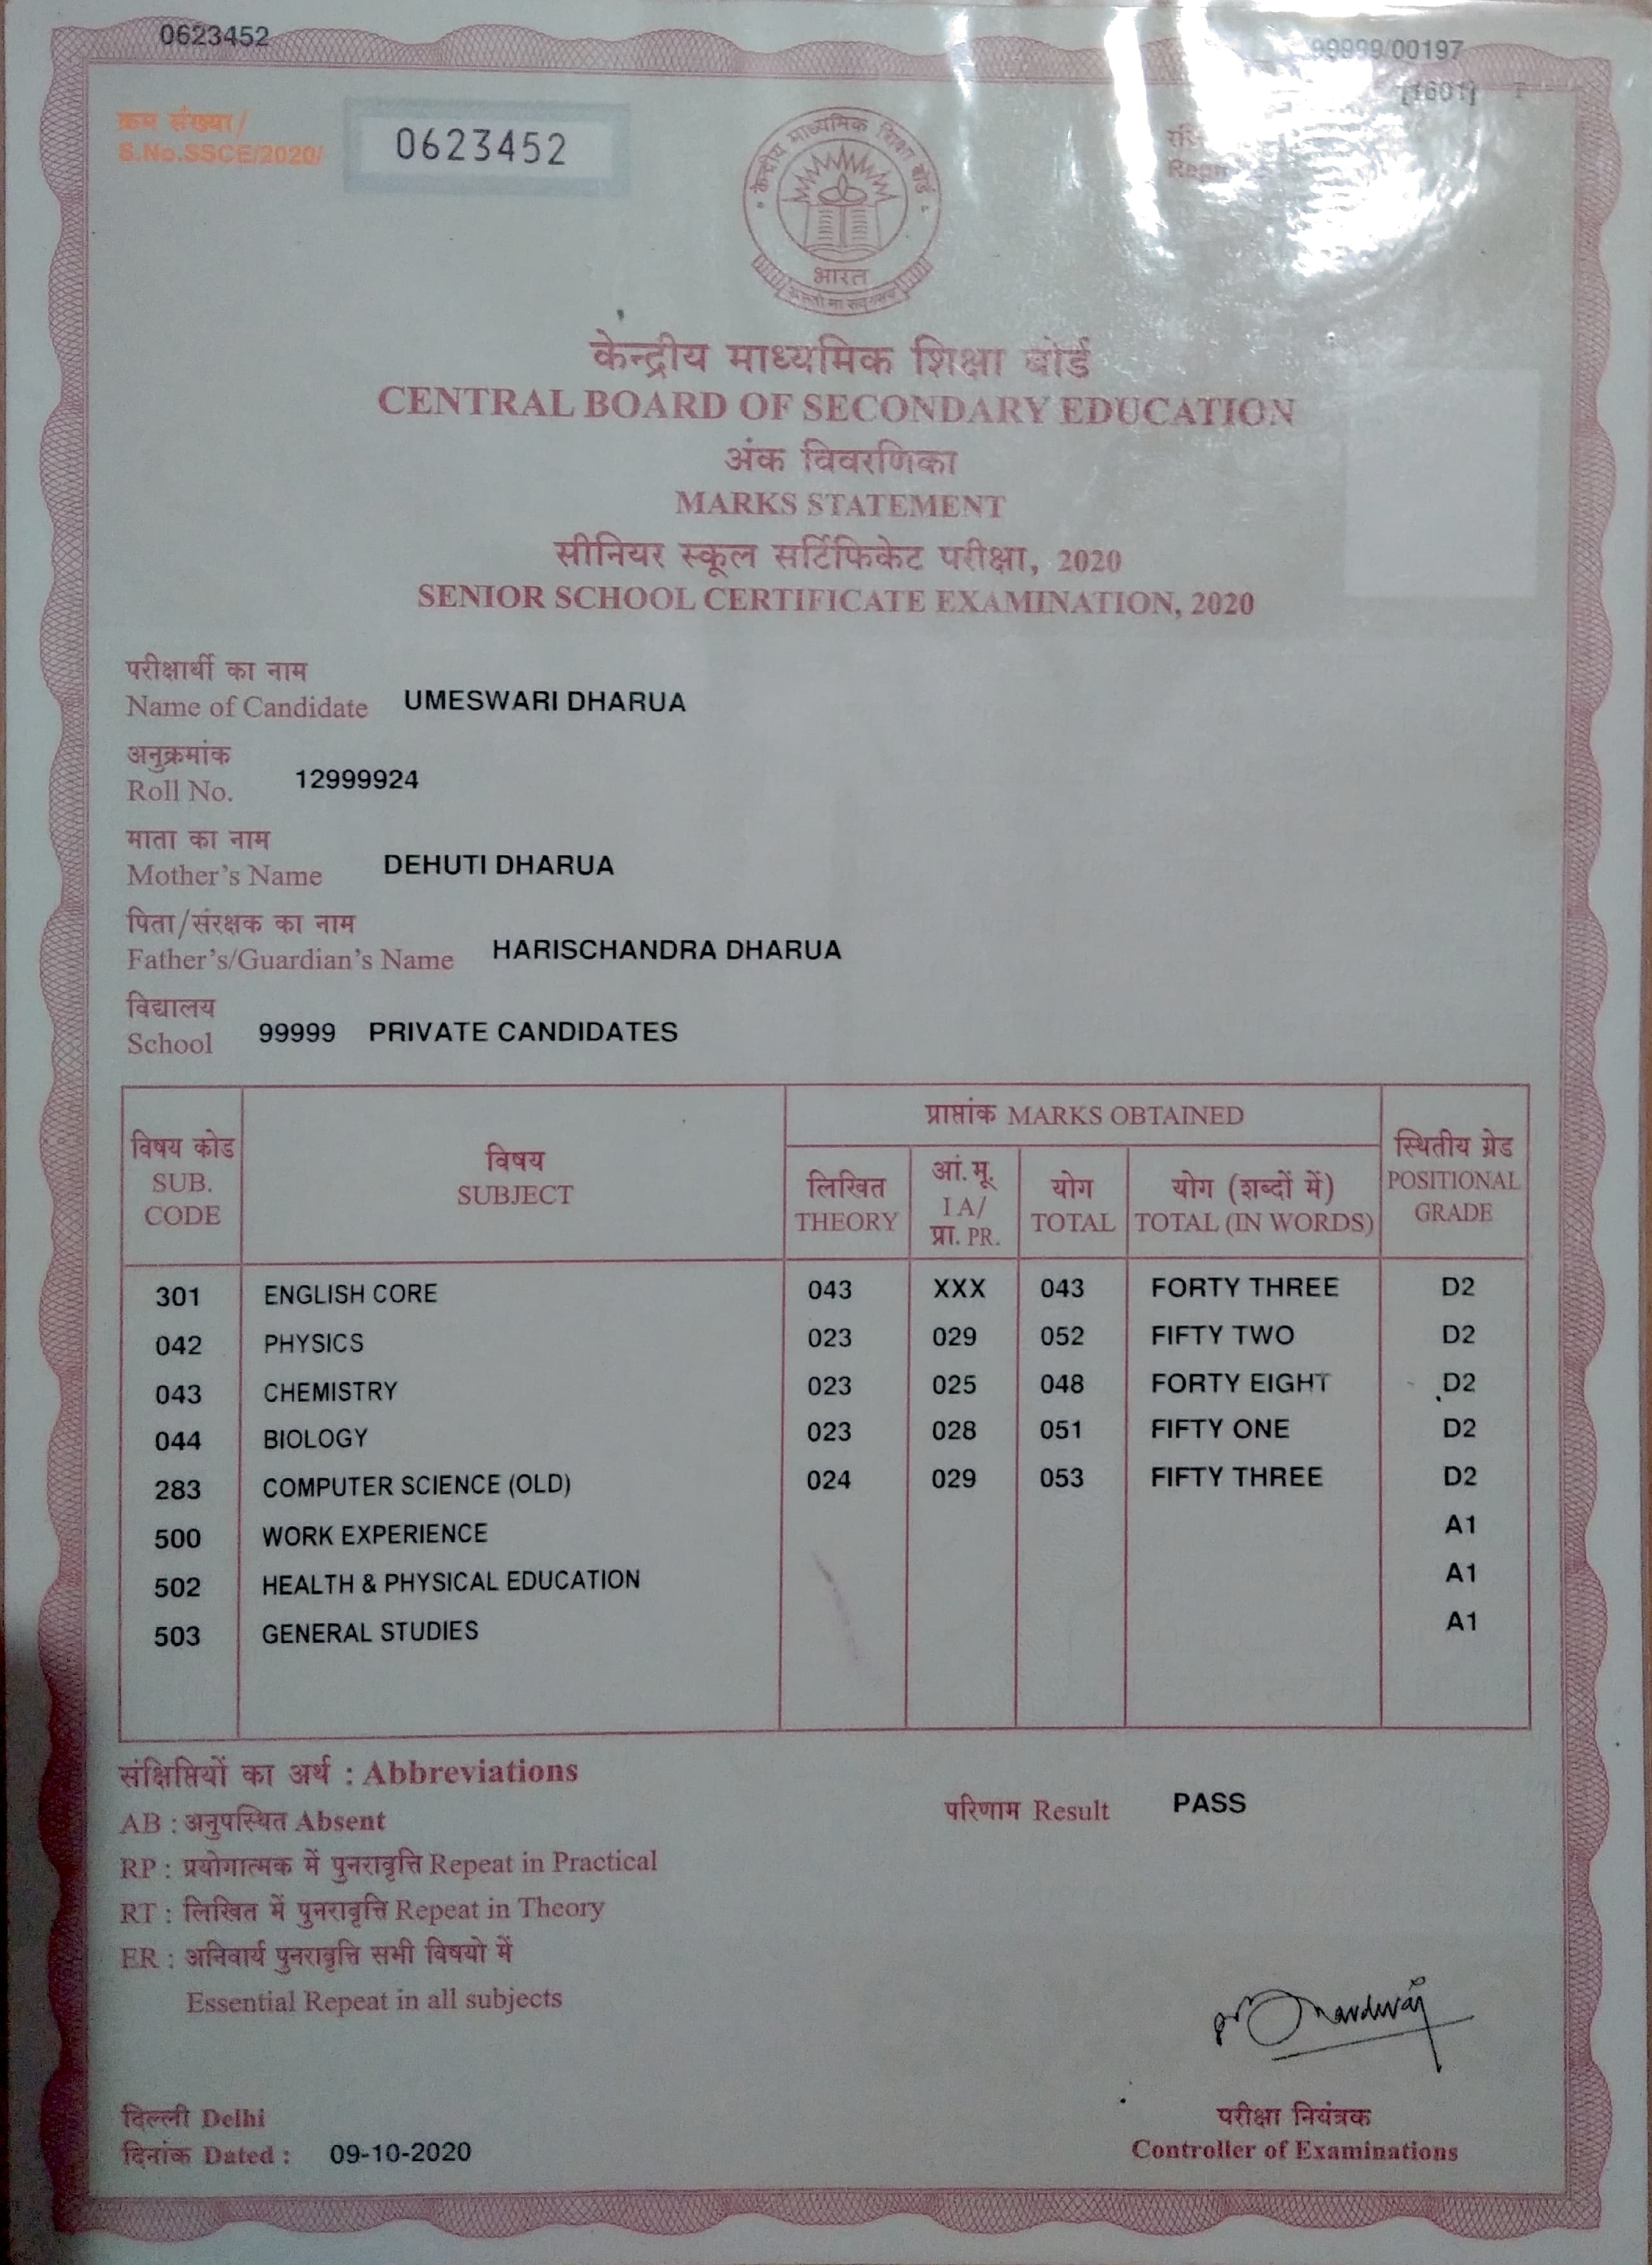 0623452
99999/00197
[1601]
क्रम संख्या/
S.No.SSCE/2020/
0623452
केन्द्रीय माध्यमिक शिक्षा बोर्ड
भारत
असतो मा सद्गमय
Regn
केन्द्रीय माध्यमिक शिक्षा बोर्ड
CENTRAL BOARD OF SECONDARY EDUCATION
अंक विवरणिका
MARKS STATEMENT
सीनियर स्कूल सर्टिफिकेट परीक्षा, 2020
SENIOR SCHOOL CERTIFICATE EXAMINATION, 2020
परीक्षार्थी का नाम
Name of Candidate UMESWARI DHARUA
अनुक्रमांक
Roll No. 12999924
माता का नाम
Mother's Name DEHUTI DHARUA
पिता/संरक्षक का नाम
Father's/Guardian's Name HARISCHANDRA DHARUA
विद्यालय
School 99999 PRIVATE CANDIDATES
विषय कोड
SUB.
CODE
विषय
SUBJECT
प्राप्तांक MARKS OBTAINED
लिखित
THEORY
आं.मू.
I A/
प्रा. PR.
योग
TOTAL
योग (शब्दों में)
TOTAL (IN WORDS)
स्थितीय ग्रेड
POSITIONAL
GRADE
301 ENGLISH CORE 043 XXX 043 FORTY THREE D2
042 PHYSICS 023 029 052 FIFTY TWO D2
043 CHEMISTRY 023 025 048 FORTY EIGHT D2
044 BIOLOGY 023 028 051 FIFTY ONE D2
283 COMPUTER SCIENCE (OLD) 024 029 053 FIFTY THREE D2
500 WORK EXPERIENCE A1
502 HEALTH & PHYSICAL EDUCATION A1
503 GENERAL STUDIES A1
संक्षिप्तियों का अर्थ : Abbreviations
AB : अनुपस्थित Absent
RP : प्रयोगात्मक में पुनरावृत्ति Repeat in Practical
RT : लिखित में पुनरावृत्ति Repeat in Theory
ER : अनिवार्य पुनरावृत्ति सभी विषयो में
Essential Repeat in all subjects
परिणाम Result PASS
दिल्ली Delhi
दिनांक Dated : 09-10-2020
परीक्षा नियंत्रक
Controller of Examinations